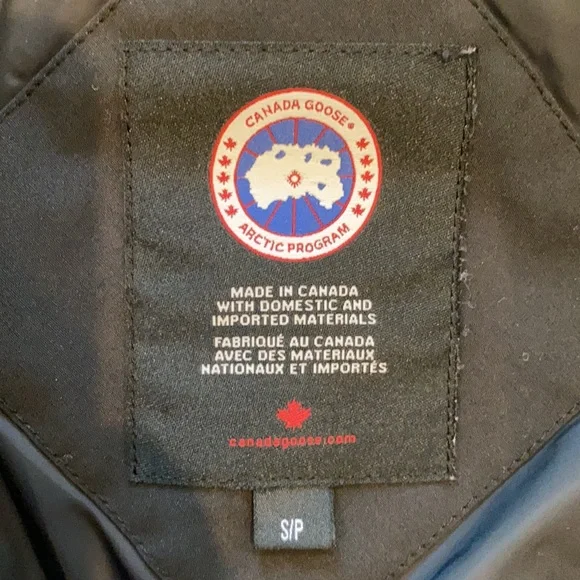 CANADA GOOSE®
ARCTIC PROGRAM
MADE IN CANADA
WITH DOMESTIC AND
IMPORTED MATERIALS
FABRIQUÉ AU CANADA
AVEC DES MATERIAUX
NATIONAUX ET IMPORTÉS
canadagoose.com
S/P